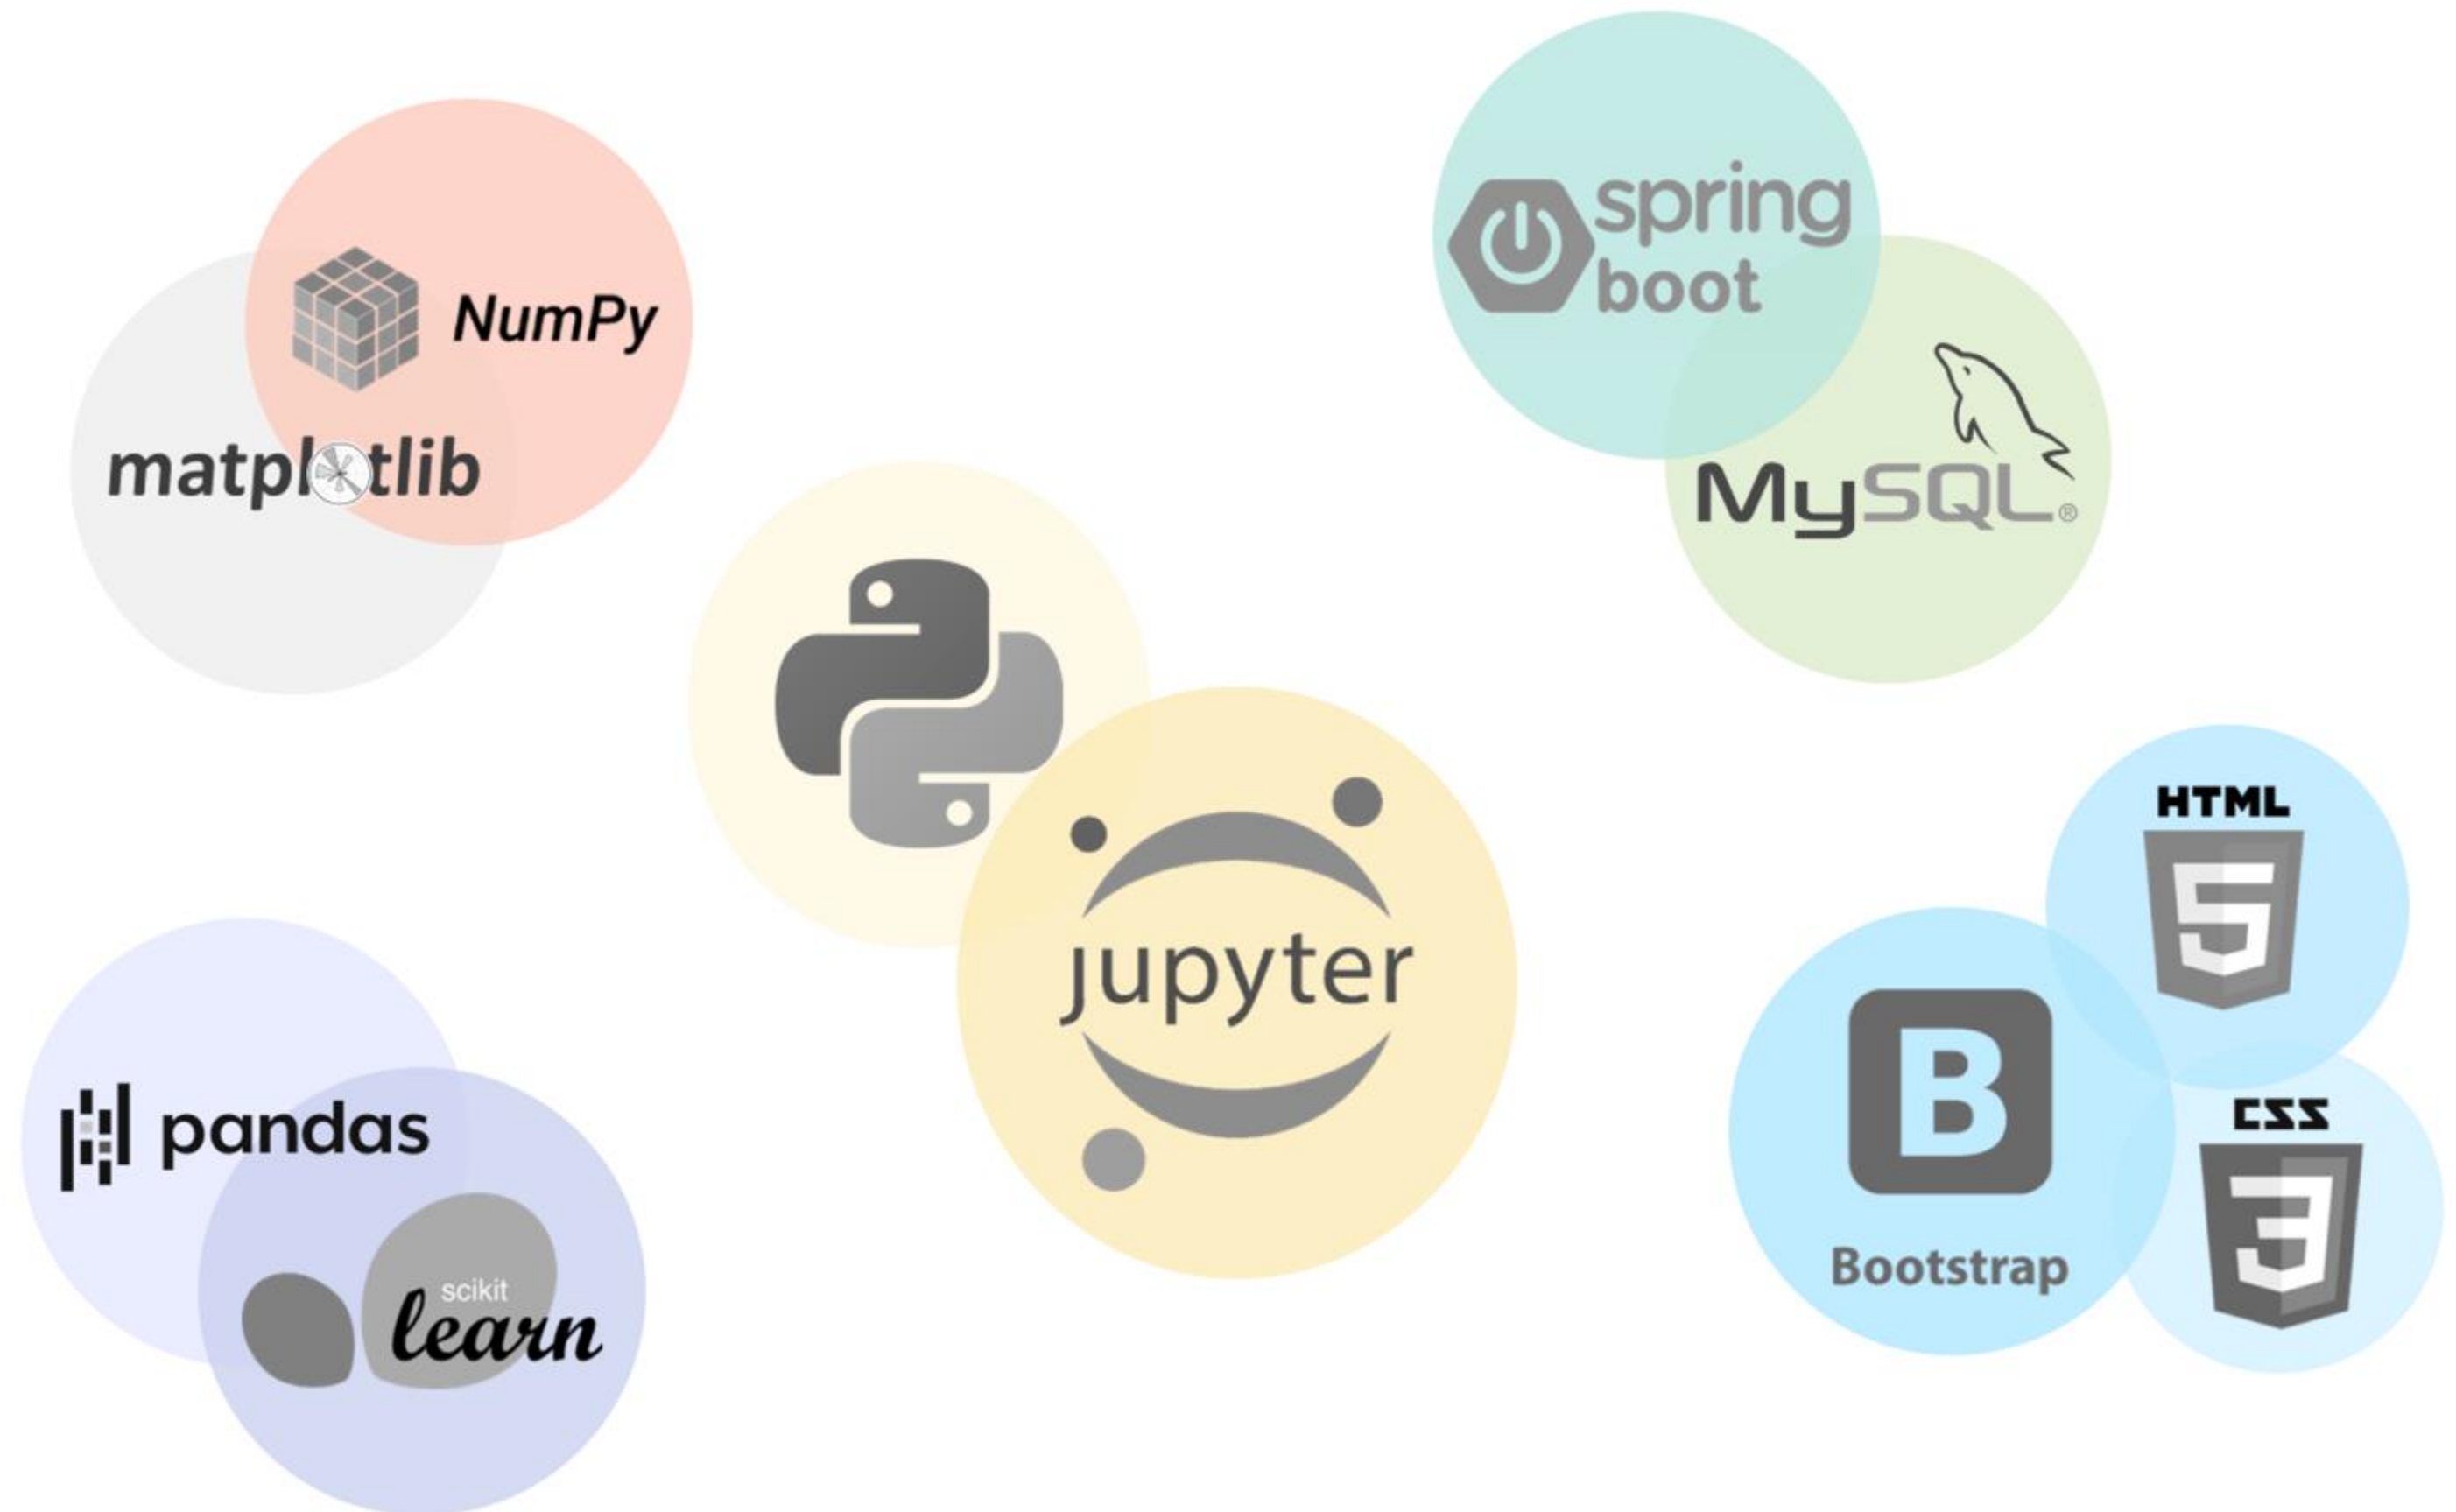 NumPy
matplotlib
spring
boot
MySQL®
jupyter
HTML
5
B
Bootstrap
CSS
3
pandas
scikit
learn